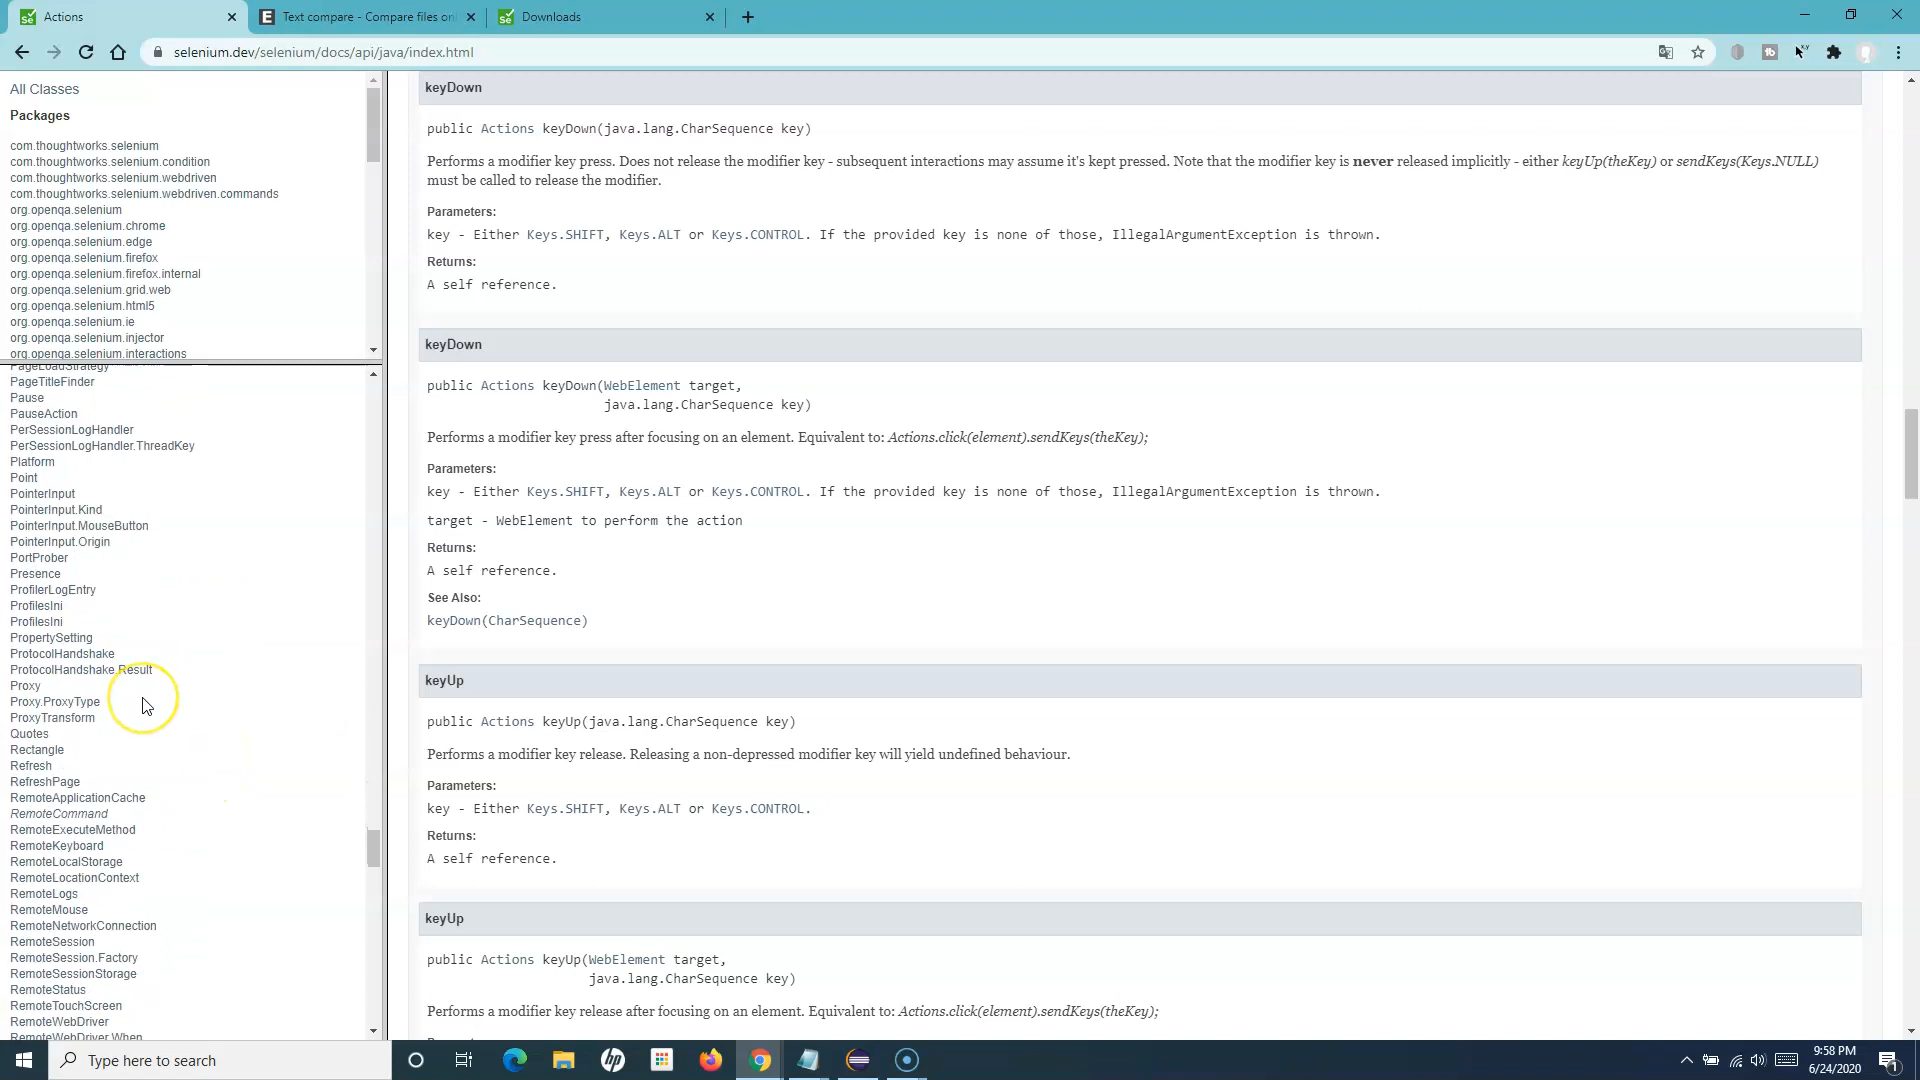 Actions
Text compare - Compare files onl
Downloads
selenium.dev/selenium/docs/api/java/index.html
All Classes
Packages
com.thoughtworks.selenium
com.thoughtworks.selenium.condition
com.thoughtworks.selenium.webdriven
com.thoughtworks.selenium.webdriven.commands
org.openqa.selenium
org.openqa.selenium.chrome
org.openqa.selenium.edge
org.openqa.selenium.firefox
org.openqa.selenium.firefox.internal
org.openqa.selenium.grid.web
org.openqa.selenium.html5
org.openqa.selenium.ie
org.openqa.selenium.injector
org.openqa.selenium.interactions
PageLoadStrategy
PageTitleFinder
Pause
PauseAction
PerSessionLogHandler
PerSessionLogHandler.ThreadKey
Platform
Point
PointerInput
PointerInput.Kind
PointerInput.MouseButton
PointerInput.Origin
PortProber
Presence
ProfilerLogEntry
ProfilesIni
ProfilesIni
PropertySetting
ProtocolHandshake
ProtocolHandshake.Result
Proxy
Proxy.ProxyType
ProxyTransform
Quotes
Rectangle
Refresh
RefreshPage
RemoteApplicationCache
RemoteCommand
RemoteExecuteMethod
RemoteKeyboard
RemoteLocalStorage
RemoteLocationContext
RemoteLogs
RemoteMouse
RemoteNetworkConnection
RemoteSession
RemoteSession.Factory
RemoteSessionStorage
RemoteStatus
RemoteTouchScreen
RemoteWebDriver
RemoteWebDriver.When
keyDown
public Actions keyDown(java.lang.CharSequence key)
Performs a modifier key press. Does not release the modifier key - subsequent interactions may assume it's kept pressed. Note that the modifier key is never released implicitly - either keyUp(theKey) or sendKeys(Keys.NULL)
must be called to release the modifier.
Parameters:
key - Either Keys.SHIFT, Keys.ALT or Keys.CONTROL. If the provided key is none of those, IllegalArgumentException is thrown.
Returns:
A self reference.
keyDown
public Actions keyDown(WebElement target,
java.lang.CharSequence key)
Performs a modifier key press after focusing on an element. Equivalent to: Actions.click(element).sendKeys(theKey);
Parameters:
key - Either Keys.SHIFT, Keys.ALT or Keys.CONTROL. If the provided key is none of those, IllegalArgumentException is thrown.
target - WebElement to perform the action
Returns:
A self reference.
See Also:
keyDown(CharSequence)
keyUp
public Actions keyUp(java.lang.CharSequence key)
Performs a modifier key release. Releasing a non-depressed modifier key will yield undefined behaviour.
Parameters:
key - Either Keys.SHIFT, Keys.ALT or Keys.CONTROL.
Returns:
A self reference.
keyUp
public Actions keyUp(WebElement target,
java.lang.CharSequence key)
Performs a modifier key release after focusing on an element. Equivalent to: Actions.click(element).sendKeys(theKey);
Type here to search
9:58 PM
6/24/2020